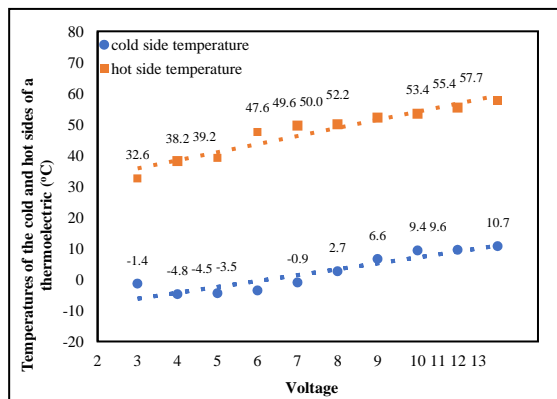 Temperatures of the cold and hot sides of a
thermoelectric (°C)
80
70
60
50
40
30
20
10
0
-10
-20
cold side temperature
hot side temperature
32.6 38.2 39.2 47.6 49.6 50.0 52.2 53.4 55.4 57.7
-1.4 -4.8 -4.5 -3.5 -0.9 2.7 6.6 9.4 9.6 10.7
2 3 4 5 6 7 8 9 10 11 12 13
Voltage